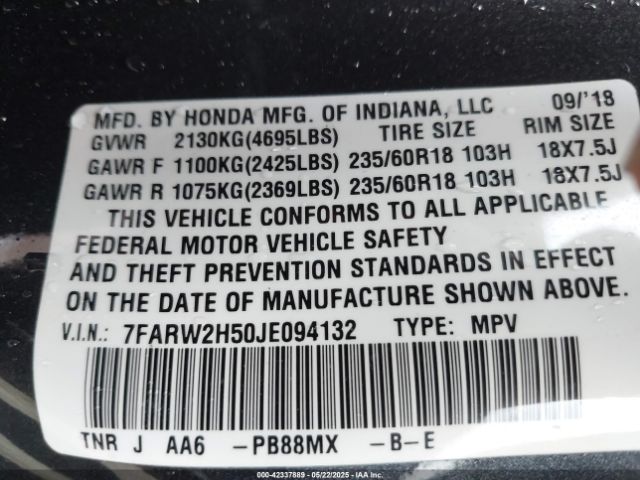 MFD. BY HONDA MFG. OF INDIANA, LLC 09/'18
GVWR 2130KG(4695LBS) TIRE SIZE RIM SIZE
GAWR F 1100KG(2425LBS) 235/60R18 103H 18X7.5J
GAWR R 1075KG(2369LBS) 235/60R18 103H 18X7.5J
THIS VEHICLE CONFORMS TO ALL APPLICABLE
FEDERAL MOTOR VEHICLE SAFETY
AND THEFT PREVENTION STANDARDS IN EFFECT
ON THE DATE OF MANUFACTURE SHOWN ABOVE.
V.I.N.: 7FARW2H50JE094132 TYPE: MPV
TNR J AA6 -PB88MX -B-E
000-42337889 - 05/22/2025 - IAA, Inc.